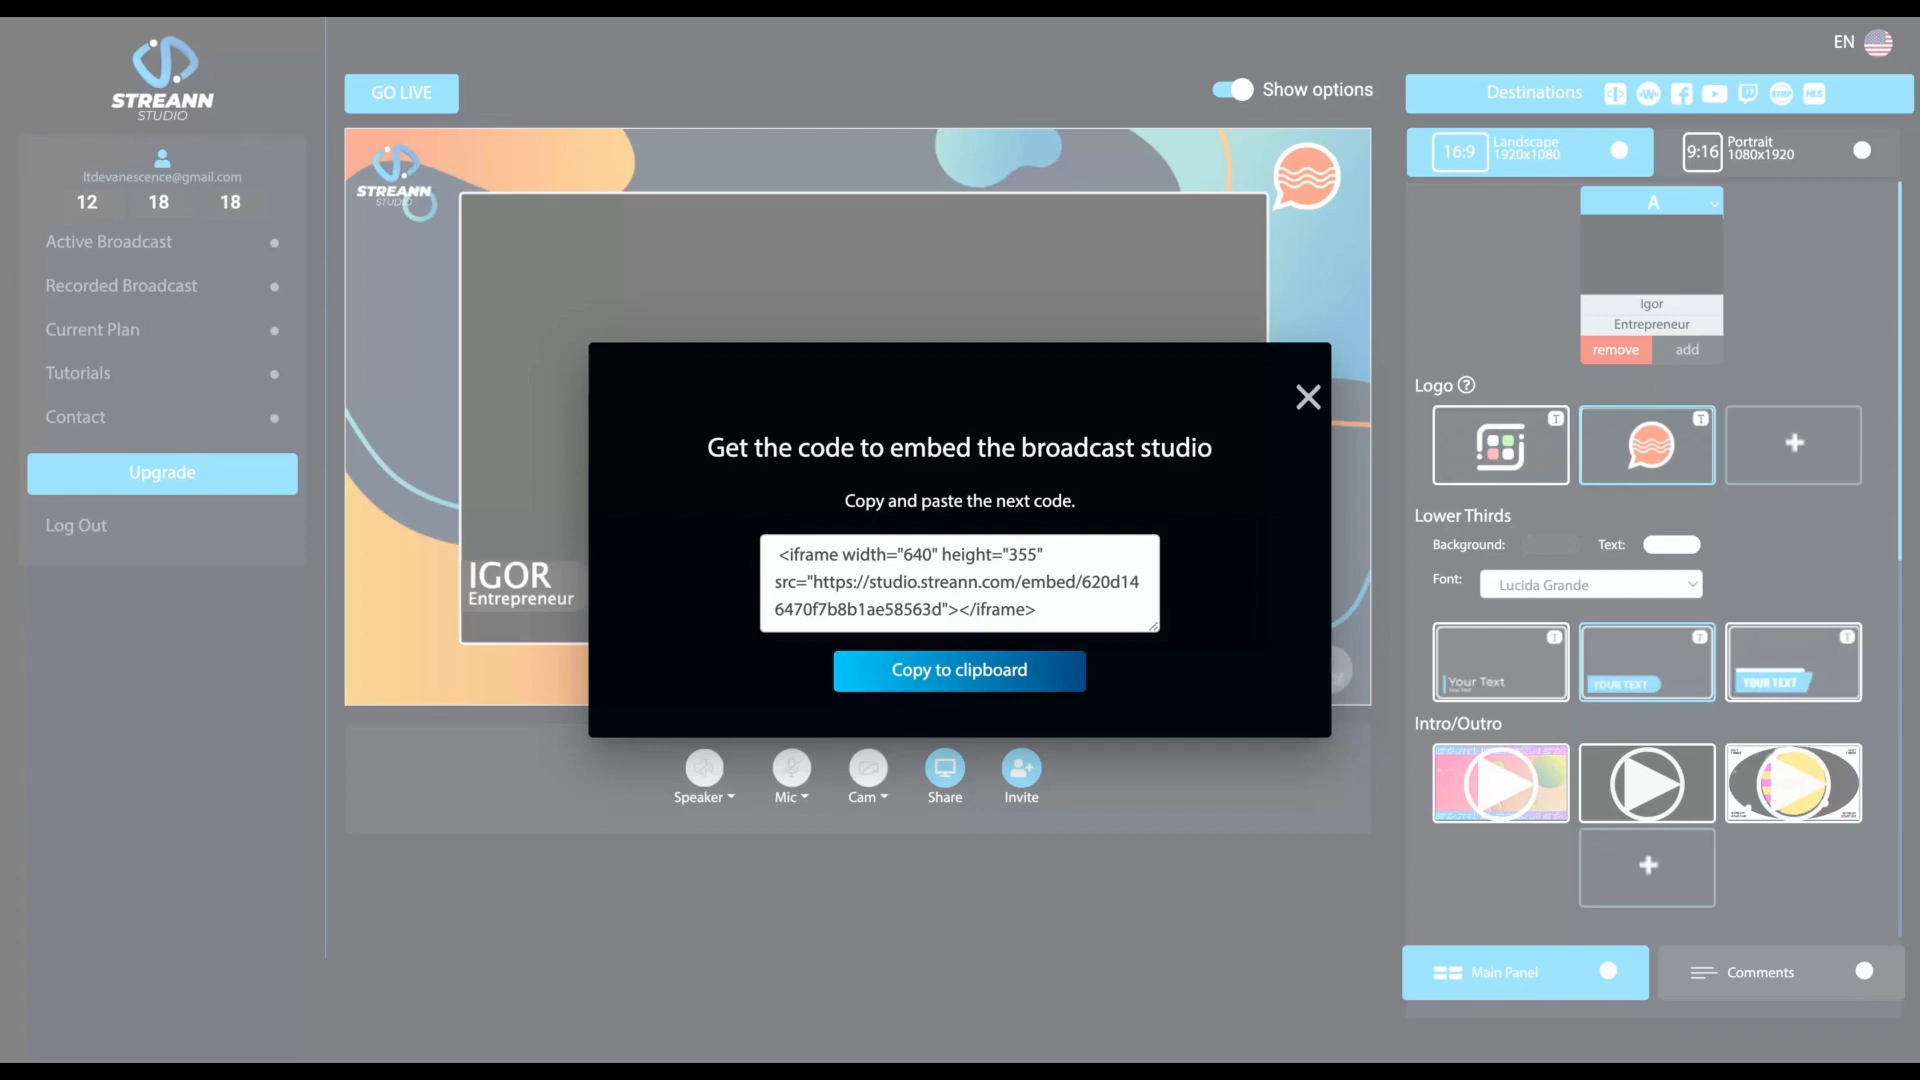 STREANN
STUDIO
ltdevanescence@gmail.com
12 18 18
Active Broadcast
Recorded Broadcast
Current Plan
Tutorials
Contact
Upgrade
Log Out
GO LIVE
Show options
EN
Destinations
16:9 Landscape
1920x1080
9:16 Portrait
1080x1920
STREANN
STUDIO
IGOR
Entrepreneur
Get the code to embed the broadcast studio
Copy and paste the next code.
<iframe width="640" height="355"
src="https://studio.streann.com/embed/620d14
6470f7b8b1ae58563d"></iframe>
Copy to clipboard
Speaker
Mic
Cam
Share
Invite
A
Igor
Entrepreneur
remove
add
Logo
T
T
Lower Thirds
Background:
Text:
Font:
Lucida Grande
T
T
T
Your Text
YOUR TEXT
YOUR TEXT
Intro/Outro
Main Panel
Comments